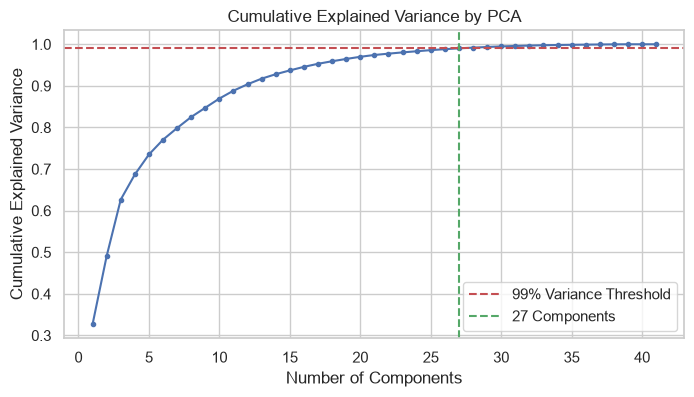 Cumulative Explained Variance by PCA
Cumulative Explained Variance
1.0
0.9
0.8
0.7
0.6
0.5
0.4
0.3
99% Variance Threshold
27 Components
0 5 10 15 20 25 30 35 40
Number of Components